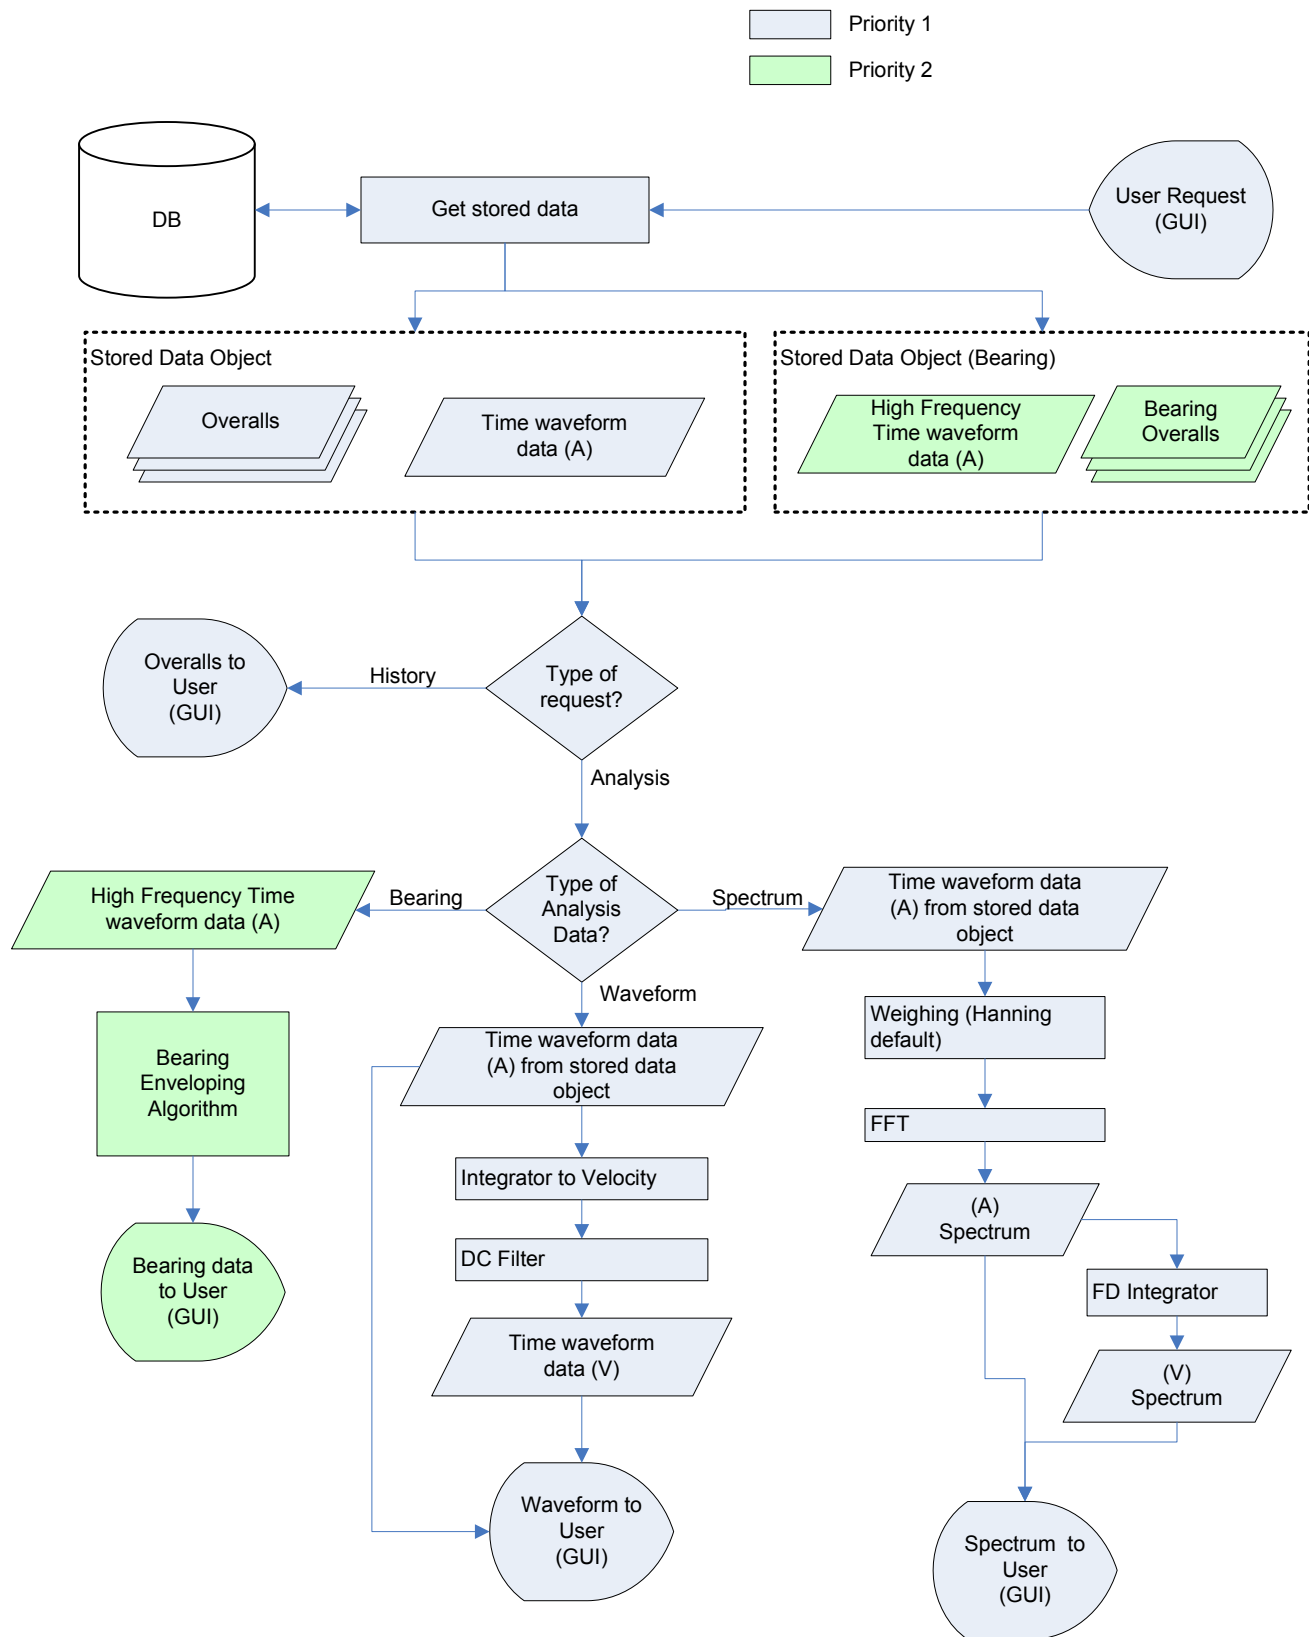 Priority 1
Priority 2
DB
Get stored data
User Request
(GUI)
Stored Data Object
Overalls
Time waveform
data (A)
Stored Data Object (Bearing)
High Frequency
Time waveform
data (A)
Bearing
Overalls
Overalls to
User
(GUI)
History
Type of
request?
Analysis
High Frequency Time
waveform data (A)
Bearing
Type of
Analysis
Data?
Spectrum
Time waveform data
(A) from stored data
object
Waveform
Bearing
Enveloping
Algorithm
Time waveform data
(A) from stored data
object
Weighing (Hanning
default)
FFT
Integrator to Velocity
(A)
Spectrum
DC Filter
Bearing data
to User
(GUI)
FD Integrator
Time waveform
data (V)
(V)
Spectrum
Waveform to
User
(GUI)
Spectrum to
User
(GUI)